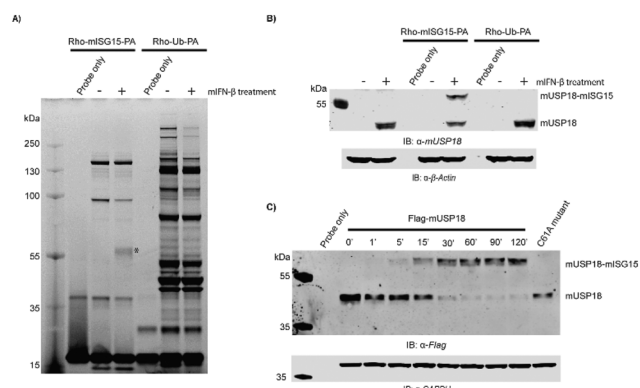 A)
Rho-mISG15-PA Rho-Ub-PA
Probe only - + Probe only - + mIFN-β treatment
kDa
250
130
100
55
35
15
*
B)
Rho-mISG15-PA Rho-Ub-PA
kDa - + Probe only - + Probe only - + mIFN-β treatment
55
mUSP18-mISG15
mUSP18
IB: α-mUSP18
IB: α-β-Actin
C)
Flag-mUSP18
kDa Probe only 0' 1' 5' 15' 30' 60' 90' 120' C61A mutant
55
mUSP18-mISG15
mUSP18
35
IB: α-Flag
35